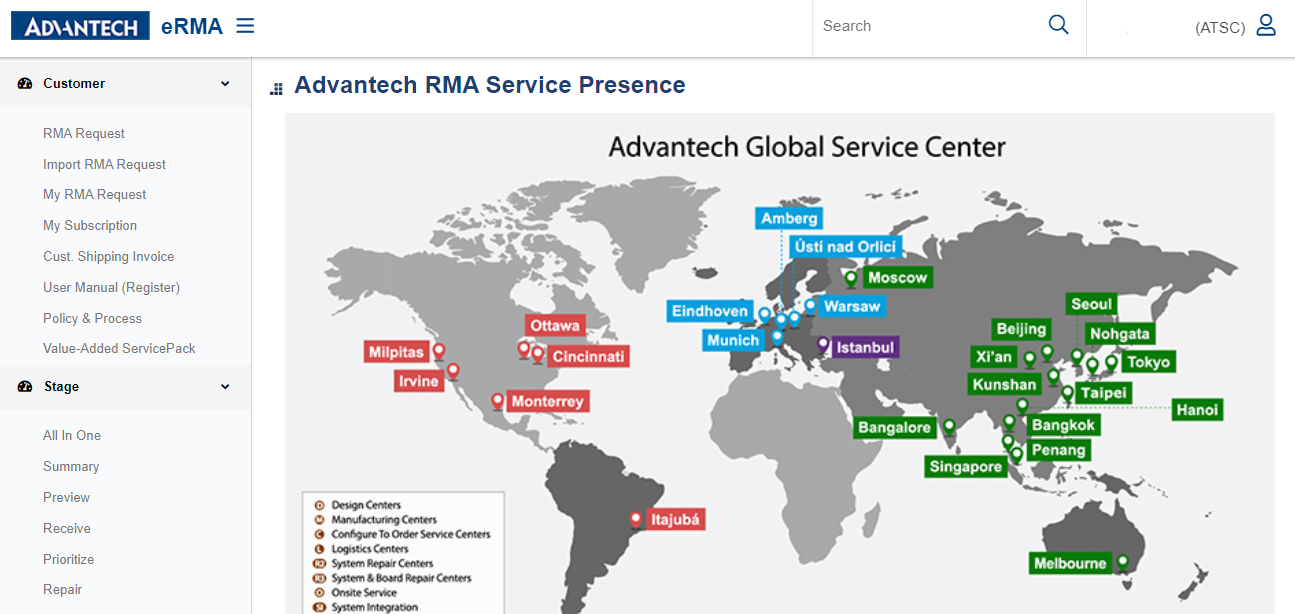 ADVANTECH eRMA
Search
(ATSC)
Customer
RMA Request
Import RMA Request
My RMA Request
My Subscription
Cust. Shipping Invoice
User Manual (Register)
Policy & Process
Value-Added ServicePack
Stage
All In One
Summary
Preview
Receive
Prioritize
Repair
Advantech RMA Service Presence
Advantech Global Service Center
Amberg
Ústí nad Orlicí
Moscow
Eindhoven
Warsaw
Munich
Istanbul
Ottawa
Milpitas
Cincinnati
Irvine
Monterrey
Itajubá
Seoul
Beijing
Nohgata
Xi'an
Tokyo
Kunshan
Taipei
Hanoi
Bangalore
Bangkok
Penang
Singapore
Melbourne
D Design Centers
M Manufacturing Centers
C Configure To Order Service Centers
L Logistics Centers
R2 System Repair Centers
R3 System & Board Repair Centers
O Onsite Service
SI System Integration